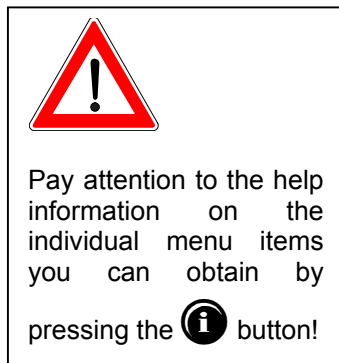 Pay attention to the help
information on the
individual menu items
you can obtain by
pressing the i button!